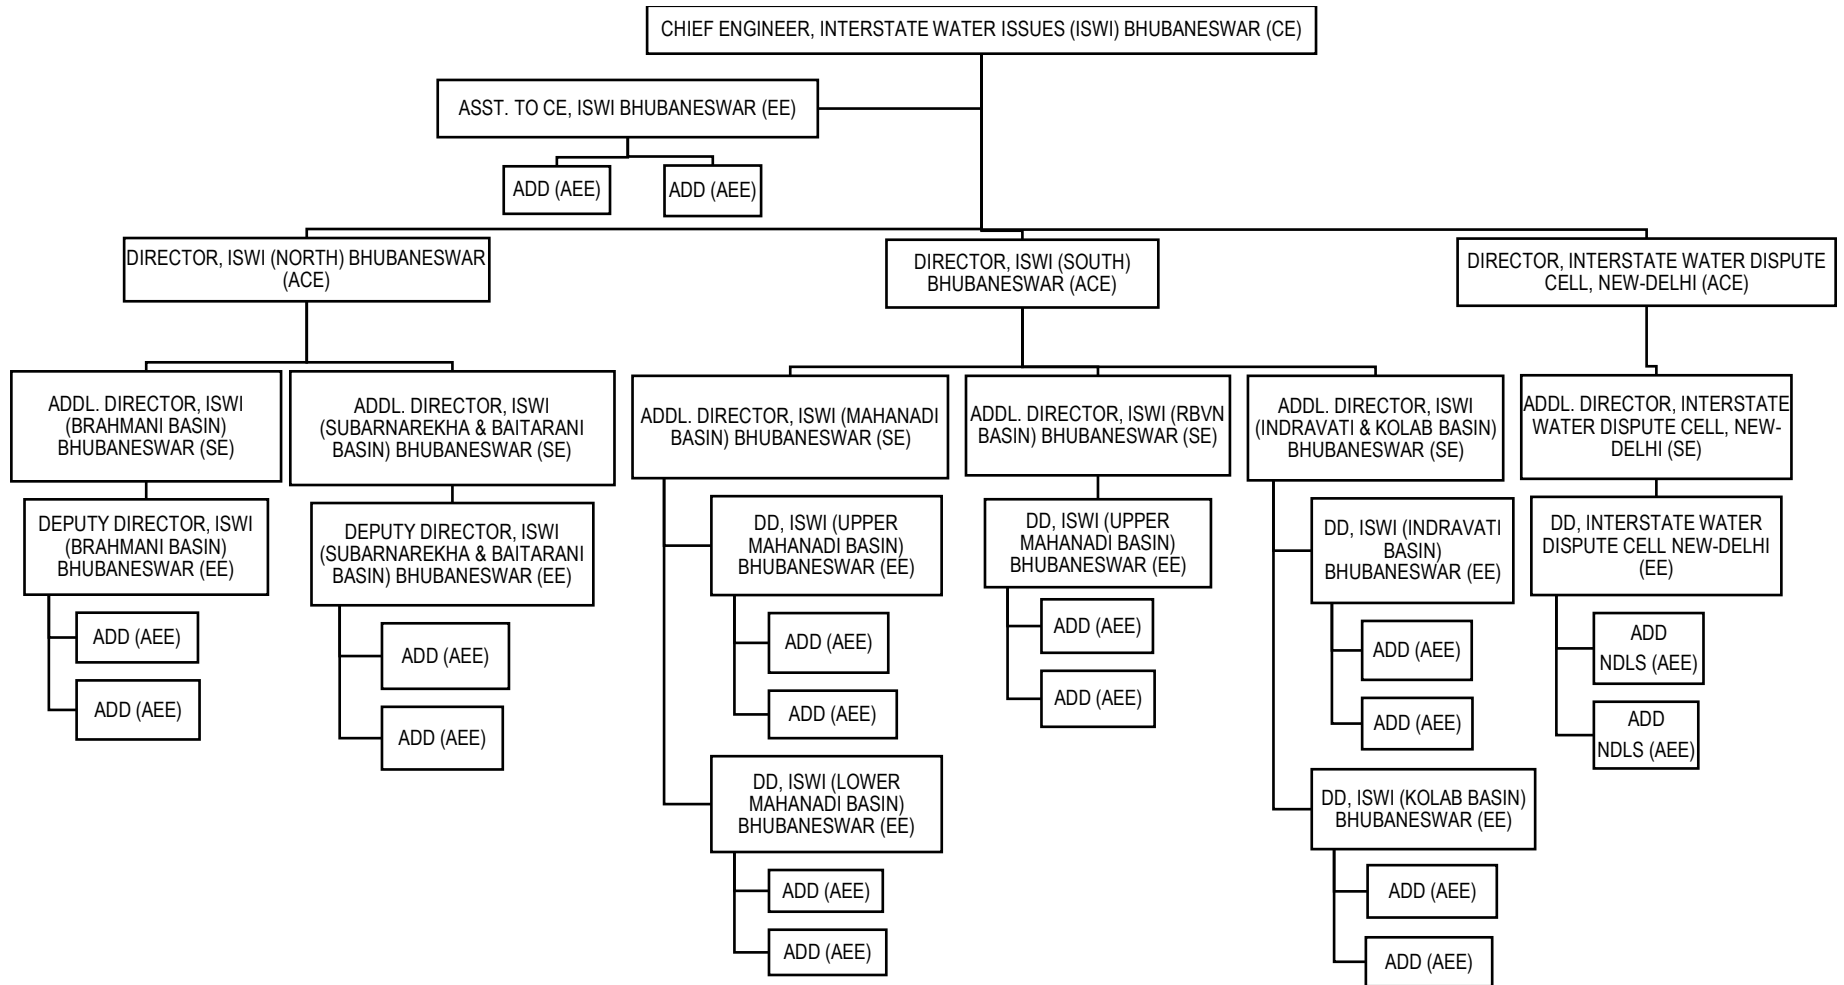 CHIEF ENGINEER, INTERSTATE WATER ISSUES (ISWI) BHUBANESWAR (CE)
ASST. TO CE, ISWI BHUBANESWAR (EE)
ADD (AEE)
ADD (AEE)
DIRECTOR, ISWI (NORTH) BHUBANESWAR
(ACE)
DIRECTOR, ISWI (SOUTH)
BHUBANESWAR (ACE)
DIRECTOR, INTERSTATE WATER DISPUTE
CELL, NEW-DELHI (ACE)
ADDL. DIRECTOR, ISWI
(BRAHMANI BASIN)
BHUBANESWAR (SE)
ADDL. DIRECTOR, ISWI
(SUBARNAREKHA & BAITARANI
BASIN) BHUBANESWAR (SE)
ADDL. DIRECTOR, ISWI (MAHANADI
BASIN) BHUBANESWAR (SE)
ADDL. DIRECTOR, ISWI (RBVN
BASIN) BHUBANESWAR (SE)
ADDL. DIRECTOR, ISWI
(INDRAVATI & KOLAB BASIN)
BHUBANESWAR (SE)
ADDL. DIRECTOR, INTERSTATE
WATER DISPUTE CELL, NEW-
DELHI (SE)
DEPUTY DIRECTOR, ISWI
(BRAHMANI BASIN)
BHUBANESWAR (EE)
ADD (AEE)
ADD (AEE)
DEPUTY DIRECTOR, ISWI
(SUBARNAREKHA & BAITARANI
BASIN) BHUBANESWAR (EE)
ADD (AEE)
ADD (AEE)
DD, ISWI (UPPER
MAHANADI BASIN)
BHUBANESWAR (EE)
ADD (AEE)
ADD (AEE)
DD, ISWI (LOWER
MAHANADI BASIN)
BHUBANESWAR (EE)
ADD (AEE)
ADD (AEE)
DD, ISWI (UPPER
MAHANADI BASIN)
BHUBANESWAR (EE)
ADD (AEE)
ADD (AEE)
DD, ISWI (INDRAVATI
BASIN)
BHUBANESWAR (EE)
ADD (AEE)
ADD (AEE)
DD, ISWI (KOLAB BASIN)
BHUBANESWAR (EE)
ADD (AEE)
ADD (AEE)
DD, INTERSTATE WATER
DISPUTE CELL NEW-DELHI
(EE)
ADD
NDLS (AEE)
ADD
NDLS (AEE)